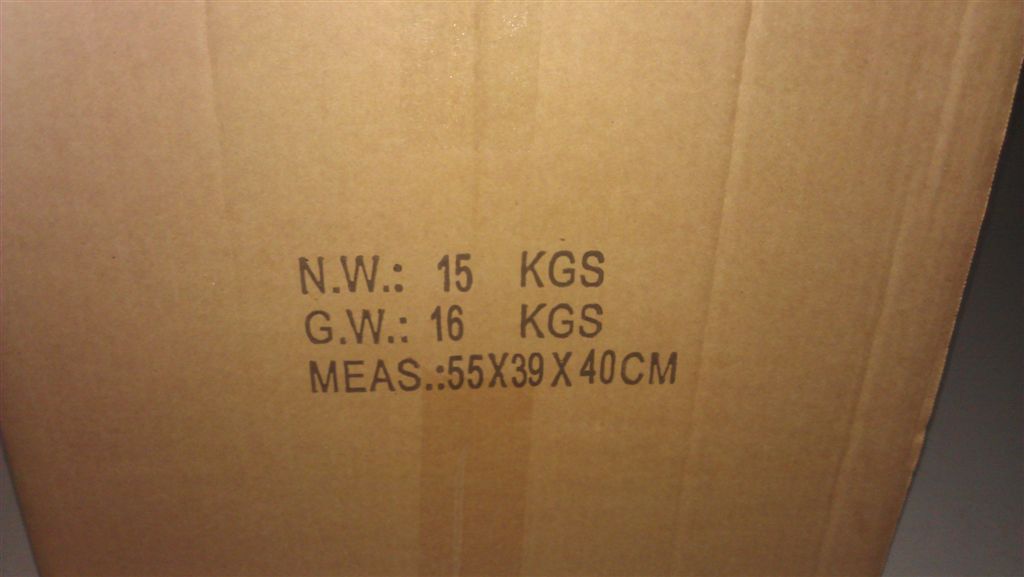 N.W.: 15 KGS
G.W.: 16 KGS
MEAS.:55X39X40CM